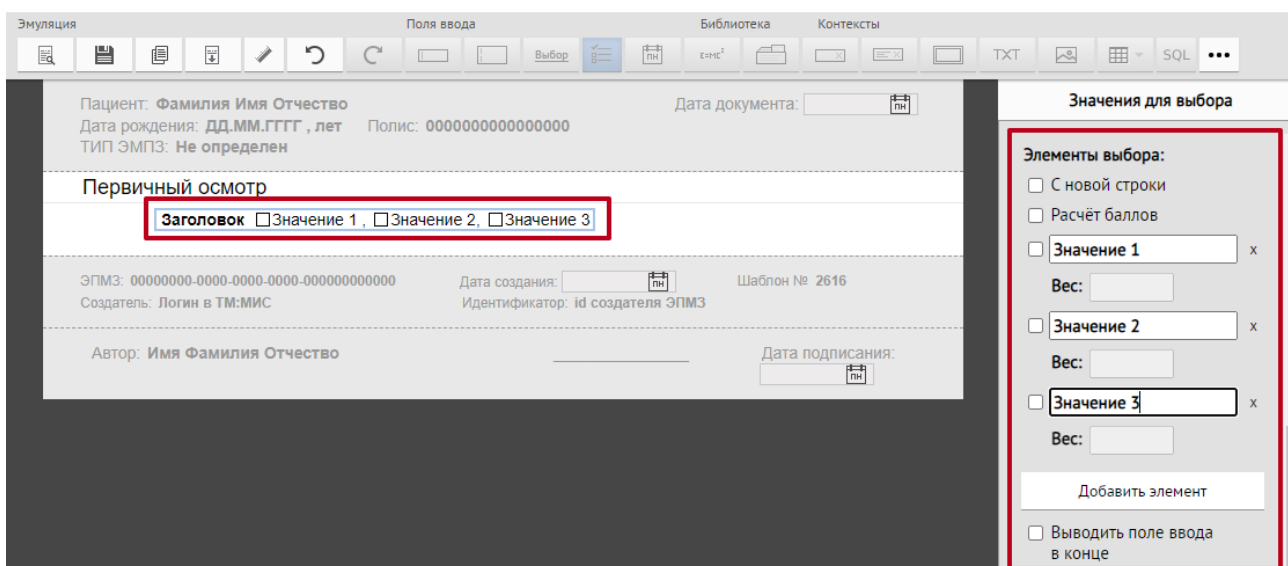 Эмуляция Поля ввода Библиотека Контексты
Выбор ПН E=MC² TXT SQL
Пациент: Фамилия Имя Отчество Дата документа: ПН
Дата рождения: ДД.ММ.ГГГГ , лет Полис: 0000000000000000
ТИП ЭМПЗ: Не определен
Первичный осмотр
Заголовок Значение 1 , Значение 2, Значение 3
ЭПМЗ: 00000000-0000-0000-0000-000000000000 Дата создания: ПН Шаблон № 2616
Создатель: Логин в ТМ:МИС Идентификатор: id создателя ЭПМЗ
Автор: Имя Фамилия Отчество Дата подписания:
ПН
Значения для выбора
Элементы выбора:
С новой строки
Расчёт баллов
Значение 1 x
Вес:
Значение 2 x
Вес:
Значение 3 x
Вес:
Добавить элемент
Выводить поле ввода
в конце